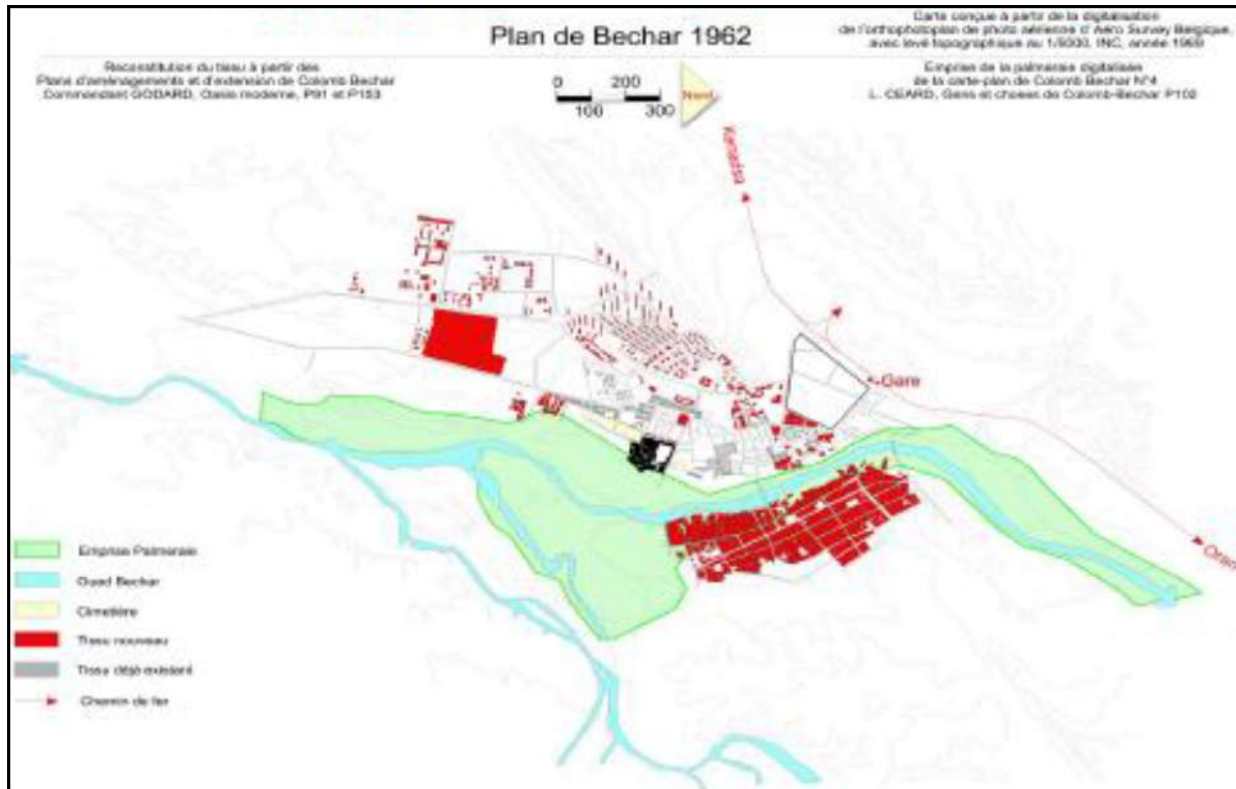 Plan de Bechar 1962
Carte conçue à partir de la digitalisation
de l'orthophotoplan de photo aérienne d'Aéro Survey Belgique,
avec levé topographique au 1/5000, INC, année 1969
Reconstitution du tissu à partir des
Plans d'aménagements et d'extension de Colomb Bechar
Commandant GODARD, Oasis moderne, P91 et P153
Emprise de la palmeraie digitalisée
de la carte-plan de Colomb Bechar N°4
L. CEARD, Gens et choses de Colomb-Bechar P102
0 200
100 300
Nord
Kenadsa
Gare
Oran
Emprise Palmeraie
Oued Bechar
Cimetière
Tissu nouveau
Tissu déjà existant
Chemin de fer